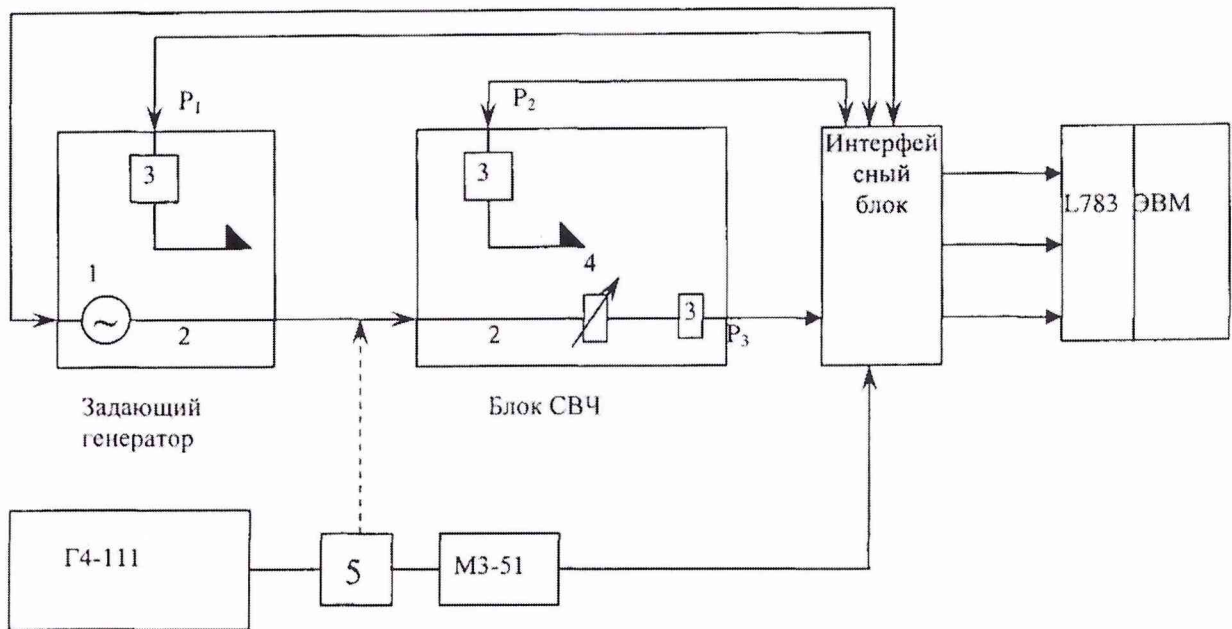 P1
P2
3
3
Интерфей
сный
блок
L783 ЭВМ
1
4
~
2
2
3
P3
Задающий
генератор
Блок СВЧ
Г4-111
5
М3-51